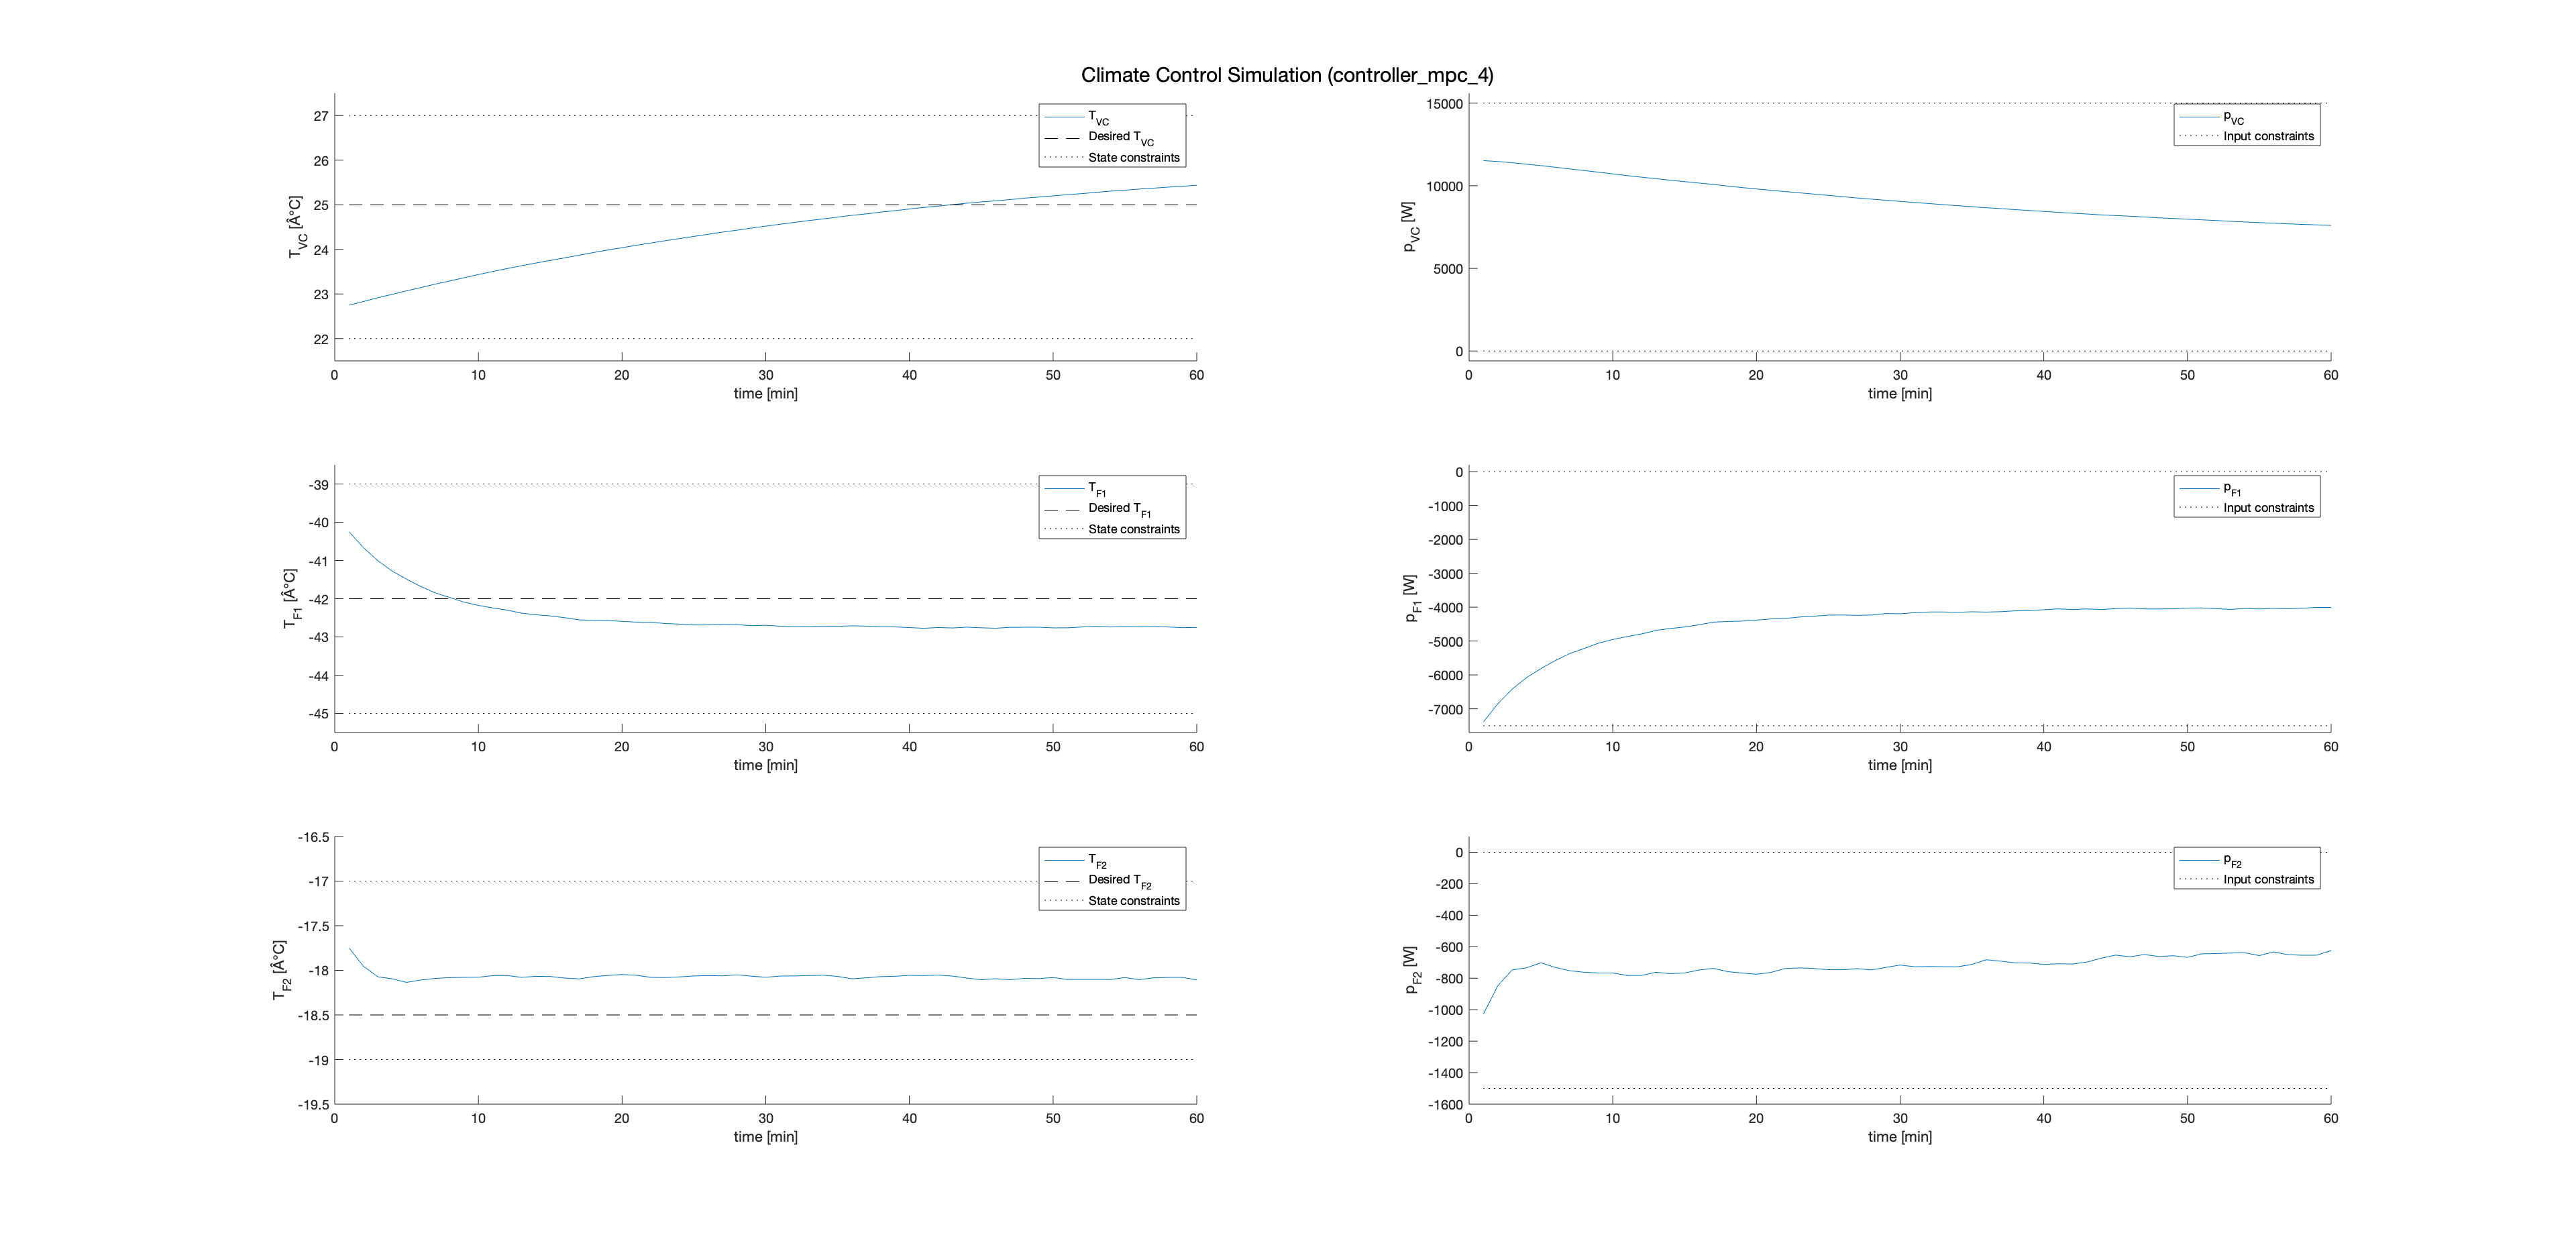 Climate Control Simulation (controller_mpc_4)
27
26
25
24
23
22
T_VC [Â°C]
T_VC
Desired T_VC
State constraints
0 10 20 30 40 50 60
time [min]
15000
10000
5000
0
p_VC [W]
p_VC
Input constraints
0 10 20 30 40 50 60
time [min]
-39
-40
-41
-42
-43
-44
-45
T_F1 [Â°C]
T_F1
Desired T_F1
State constraints
0 10 20 30 40 50 60
time [min]
0
-1000
-2000
-3000
-4000
-5000
-6000
-7000
p_F1 [W]
p_F1
Input constraints
0 10 20 30 40 50 60
time [min]
-16.5
-17
-17.5
-18
-18.5
-19
-19.5
T_F2 [Â°C]
T_F2
Desired T_F2
State constraints
0 10 20 30 40 50 60
time [min]
0
-200
-400
-600
-800
-1000
-1200
-1400
-1600
p_F2 [W]
p_F2
Input constraints
0 10 20 30 40 50 60
time [min]